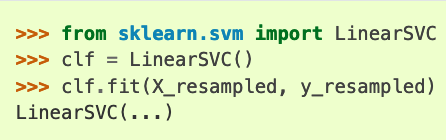 >>> from sklearn.svm import LinearSVC
>>> clf = LinearSVC()
>>> clf.fit(X_resampled, y_resampled)
LinearSVC(...)